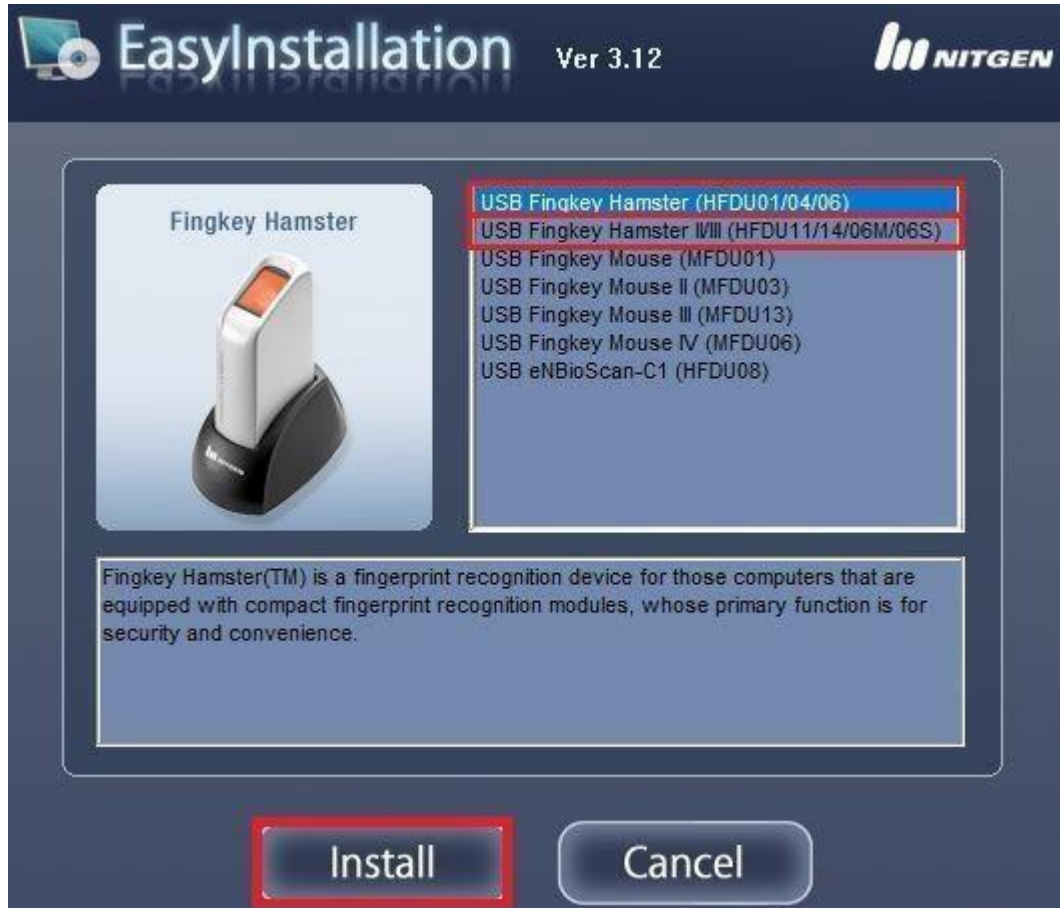 EasyInstallation Ver 3.12 NITGEN
Fingkey Hamster
USB Fingkey Hamster (HFDU01/04/06)
USB Fingkey Hamster II/III (HFDU11/14/06M/06S)
USB Fingkey Mouse (MFDU01)
USB Fingkey Mouse II (MFDU03)
USB Fingkey Mouse III (MFDU13)
USB Fingkey Mouse IV (MFDU06)
USB eNBioScan-C1 (HFDU08)
NITGEN
Fingkey Hamster(TM) is a fingerprint recognition device for those computers that are
equipped with compact fingerprint recognition modules, whose primary function is for
security and convenience.
Install Cancel